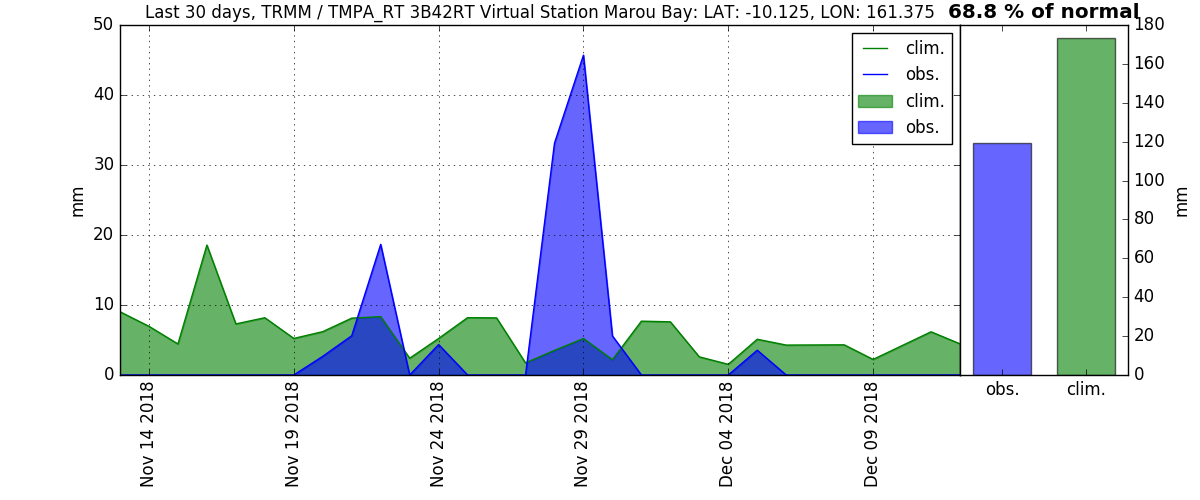 Last 30 days, TRMM / TMPA_RT 3B42RT Virtual Station Marou Bay: LAT: -10.125, LON: 161.375 68.8 % of normal
50
40
30
20
10
0
mm
clim.
obs.
clim.
obs.
Nov 14 2018
Nov 19 2018
Nov 24 2018
Nov 29 2018
Dec 04 2018
Dec 09 2018
180
160
140
120
100
80
60
40
20
0
mm
obs. clim.